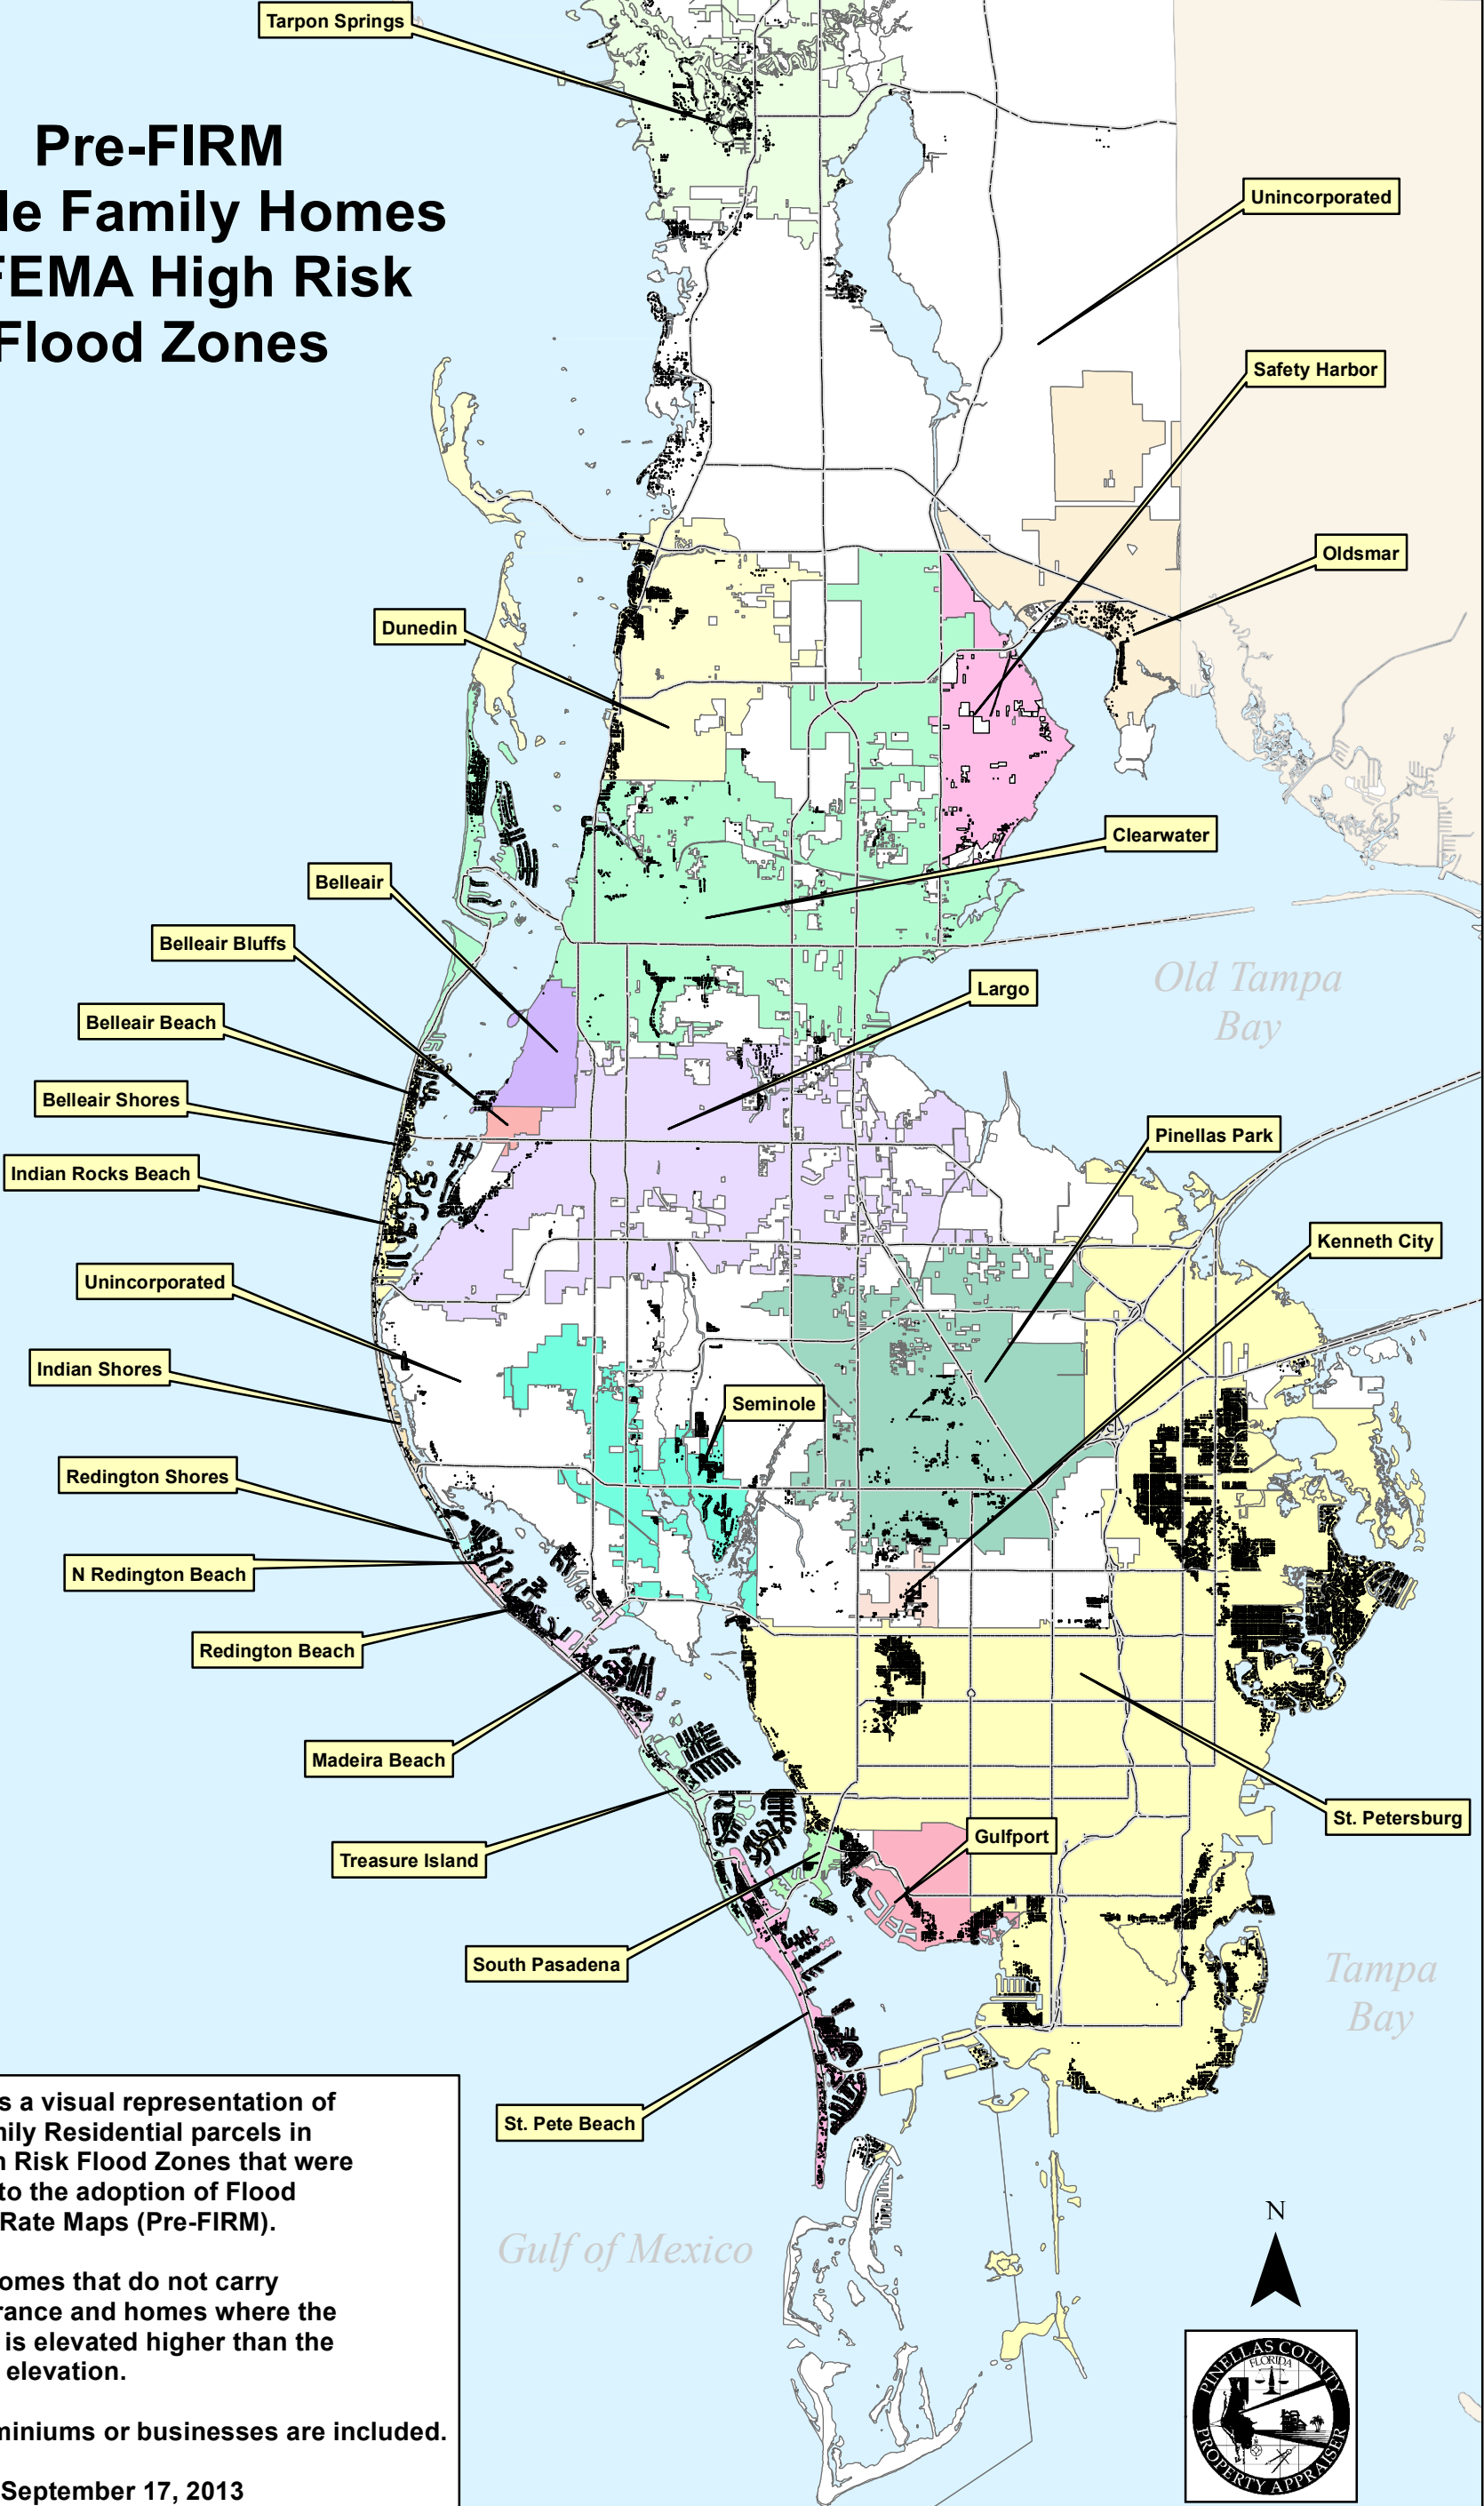 Tarpon Springs
Pre-FIRM
le Family Homes
FEMA High Risk
Flood Zones
Unincorporated
Safety Harbor
Oldsmar
Dunedin
Clearwater
Belleair
Belleair Bluffs
Largo
Old Tampa
Bay
Belleair Beach
Belleair Shores
Pinellas Park
Indian Rocks Beach
Kenneth City
Unincorporated
Indian Shores
Seminole
Redington Shores
N Redington Beach
Redington Beach
Madeira Beach
St. Petersburg
Gulfport
Treasure Island
South Pasadena
Tampa
Bay
St. Pete Beach
s a visual representation of
mily Residential parcels in
h Risk Flood Zones that were
to the adoption of Flood
Rate Maps (Pre-FIRM).
omes that do not carry
rance and homes where the
is elevated higher than the
elevation.
miniums or businesses are included.
September 17, 2013
Gulf of Mexico
N
PINELLAS COUNTY
FLORIDA
PROPERTY APPRAISER